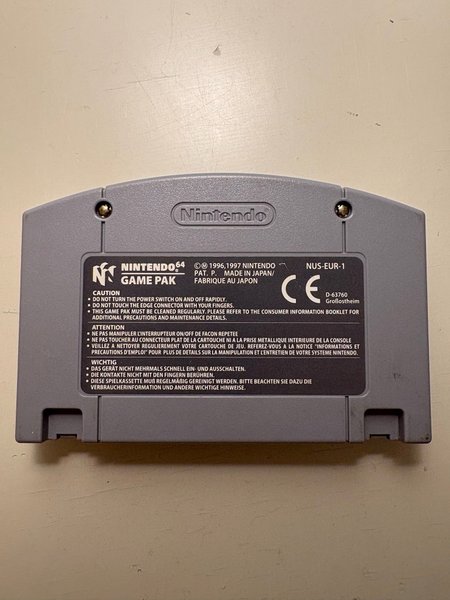 Nintendo
NINTENDO 64
GAME PAK
©Ⓜ 1996,1997 NINTENDO
PAT. P. MADE IN JAPAN/
FABRIQUE AU JAPON
NUS-EUR-1
CE
D-63760
Großostheim
CAUTION
• DO NOT TURN THE POWER SWITCH ON AND OFF RAPIDLY.
• DO NOT TOUCH THE EDGE CONNECTOR WITH YOUR FINGERS.
• THIS GAME PAK MUST BE CLEANED REGULARLY. PLEASE REFER TO THE CONSUMER INFORMATION BOOKLET FOR
ADDITIONAL PRECAUTIONS AND MAINTENANCE DIRECTIONS.
ATTENTION
• NE PAS MANIPULER L'INTERRUPTEUR ON/OFF DE FACON REPETEE
• NE PAS TOUCHER AU CONNECTEUR PLAT DE LA CARTOUCHE NI A LA PRISE METALLIQUE INTERIEURE DE LA CONSOLE
• VEILLEZ A NETTOYER REGULIEREMENT VOTRE CARTOUCHE DE JEU. REFEREZ-VOUS A LA NOTICE "INFORMATIONS ET
PRECAUTIONS D'EMPLOI" POUR PLUS DE DETAILS SUR LA MANIPULATION ET L'ENTRETIEN DE VOTRE SYSTEME NINTENDO.
WICHTIG
• DAS GERÄT NICHT MEHRMALS SCHNELL EIN- UND AUSSCHALTEN.
• DIE KONTAKTE NICHT MIT DEN FINGERN BERÜHREN.
• DIESE SPIELKASSETTE MUß REGELMÄßIG GEREINIGT WERDEN. BITTE BEACHTEN SIE DAZU DIE
VERBRAUCHERINFORMATION UND ANDERE WICHTIGE HINWEISE.